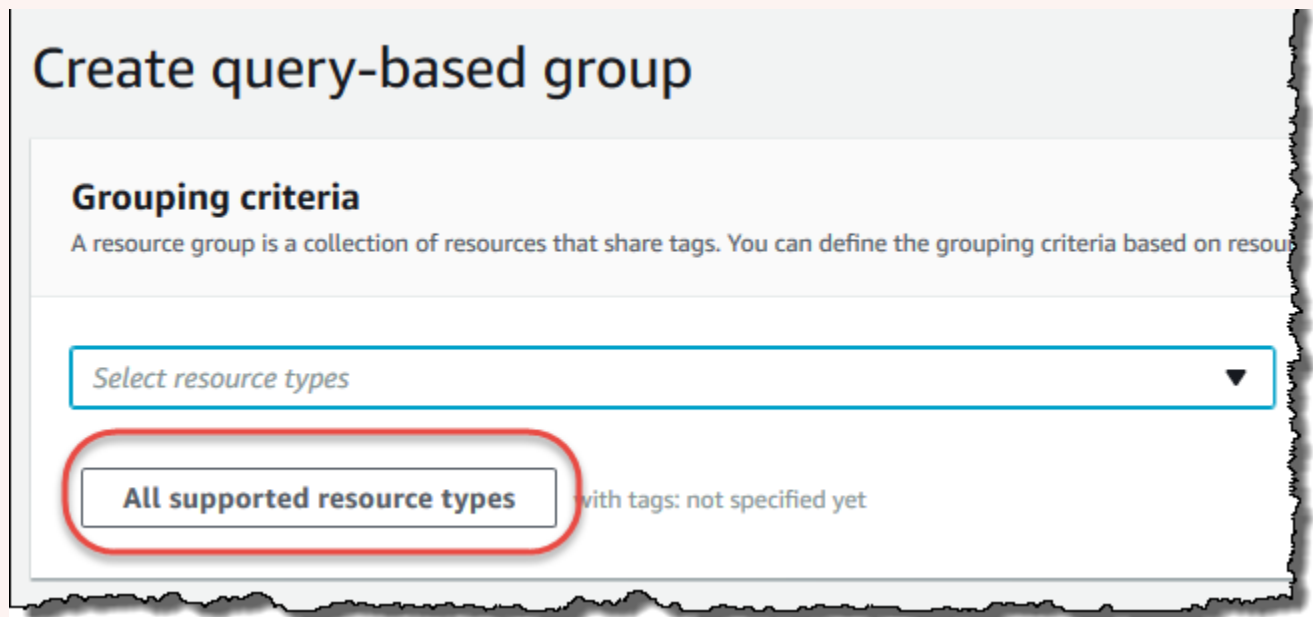 Create query-based group
Grouping criteria
A resource group is a collection of resources that share tags. You can define the grouping criteria based on
Select resource types
All supported resource types with tags: not specified yet